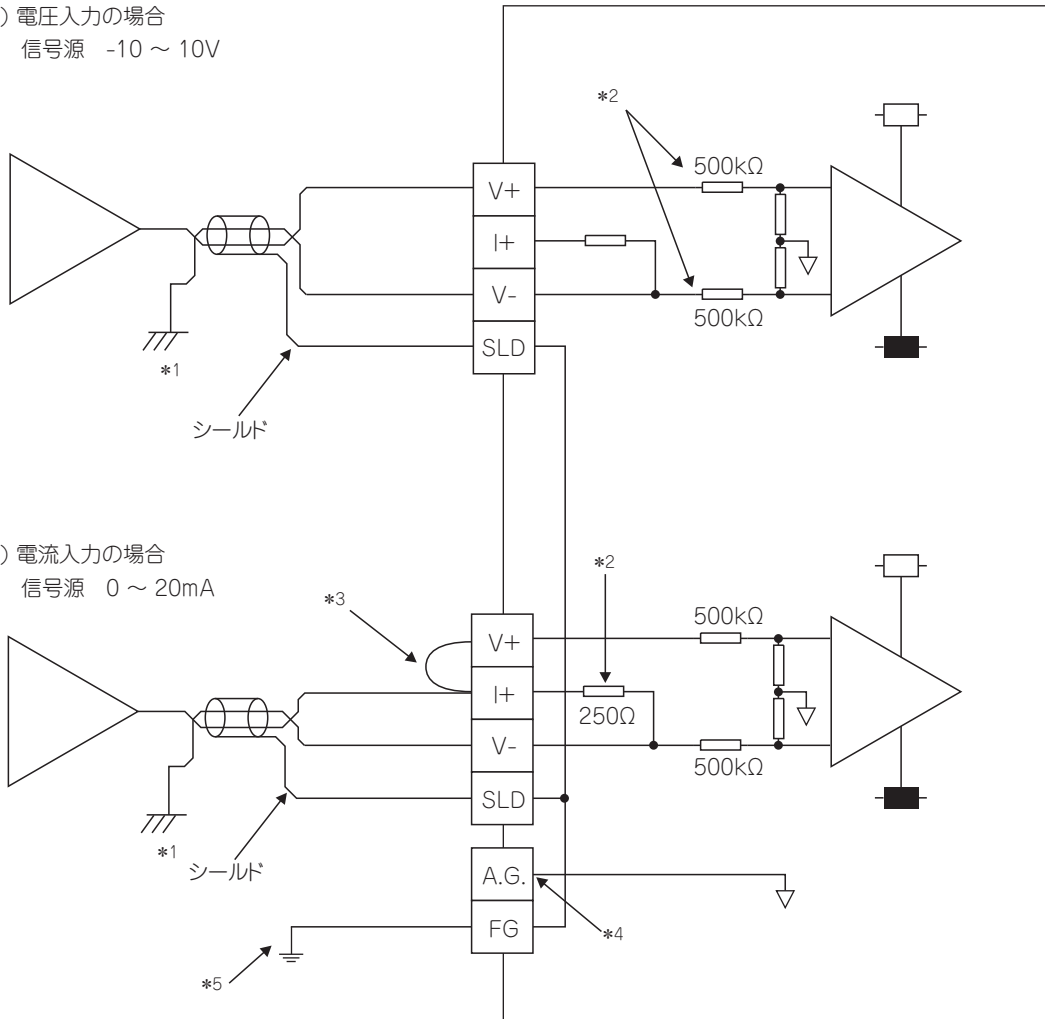 ) 電圧入力の場合
信号源 -10 ～ 10V
*2
500kΩ
V+
I+
V-
500kΩ
SLD
*1
シールド
) 電流入力の場合
信号源 0 ～ 20mA
*2
*3
500kΩ
V+
I+
250Ω
V-
500kΩ
SLD
*1
シールド
A.G.
FG
*4
*5